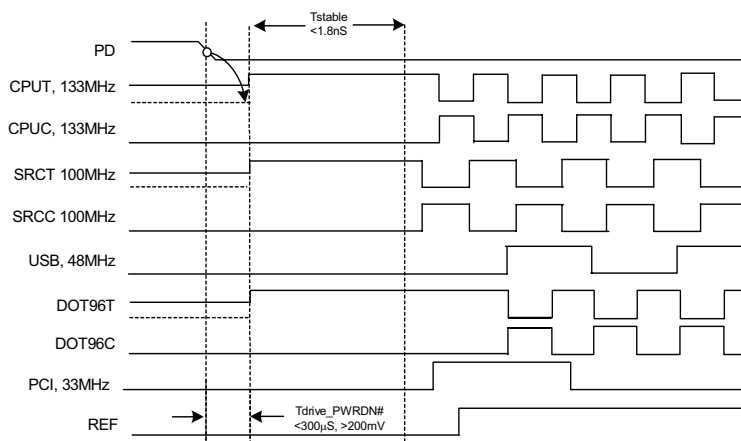 Tstable
<1.8nS
PD
CPUT, 133MHz
CPUC, 133MHz
SRCT 100MHz
SRCC 100MHz
USB, 48MHz
DOT96T
DOT96C
PCI, 33MHz
Tdrive_PWRDN#
<300µS, >200mV
REF